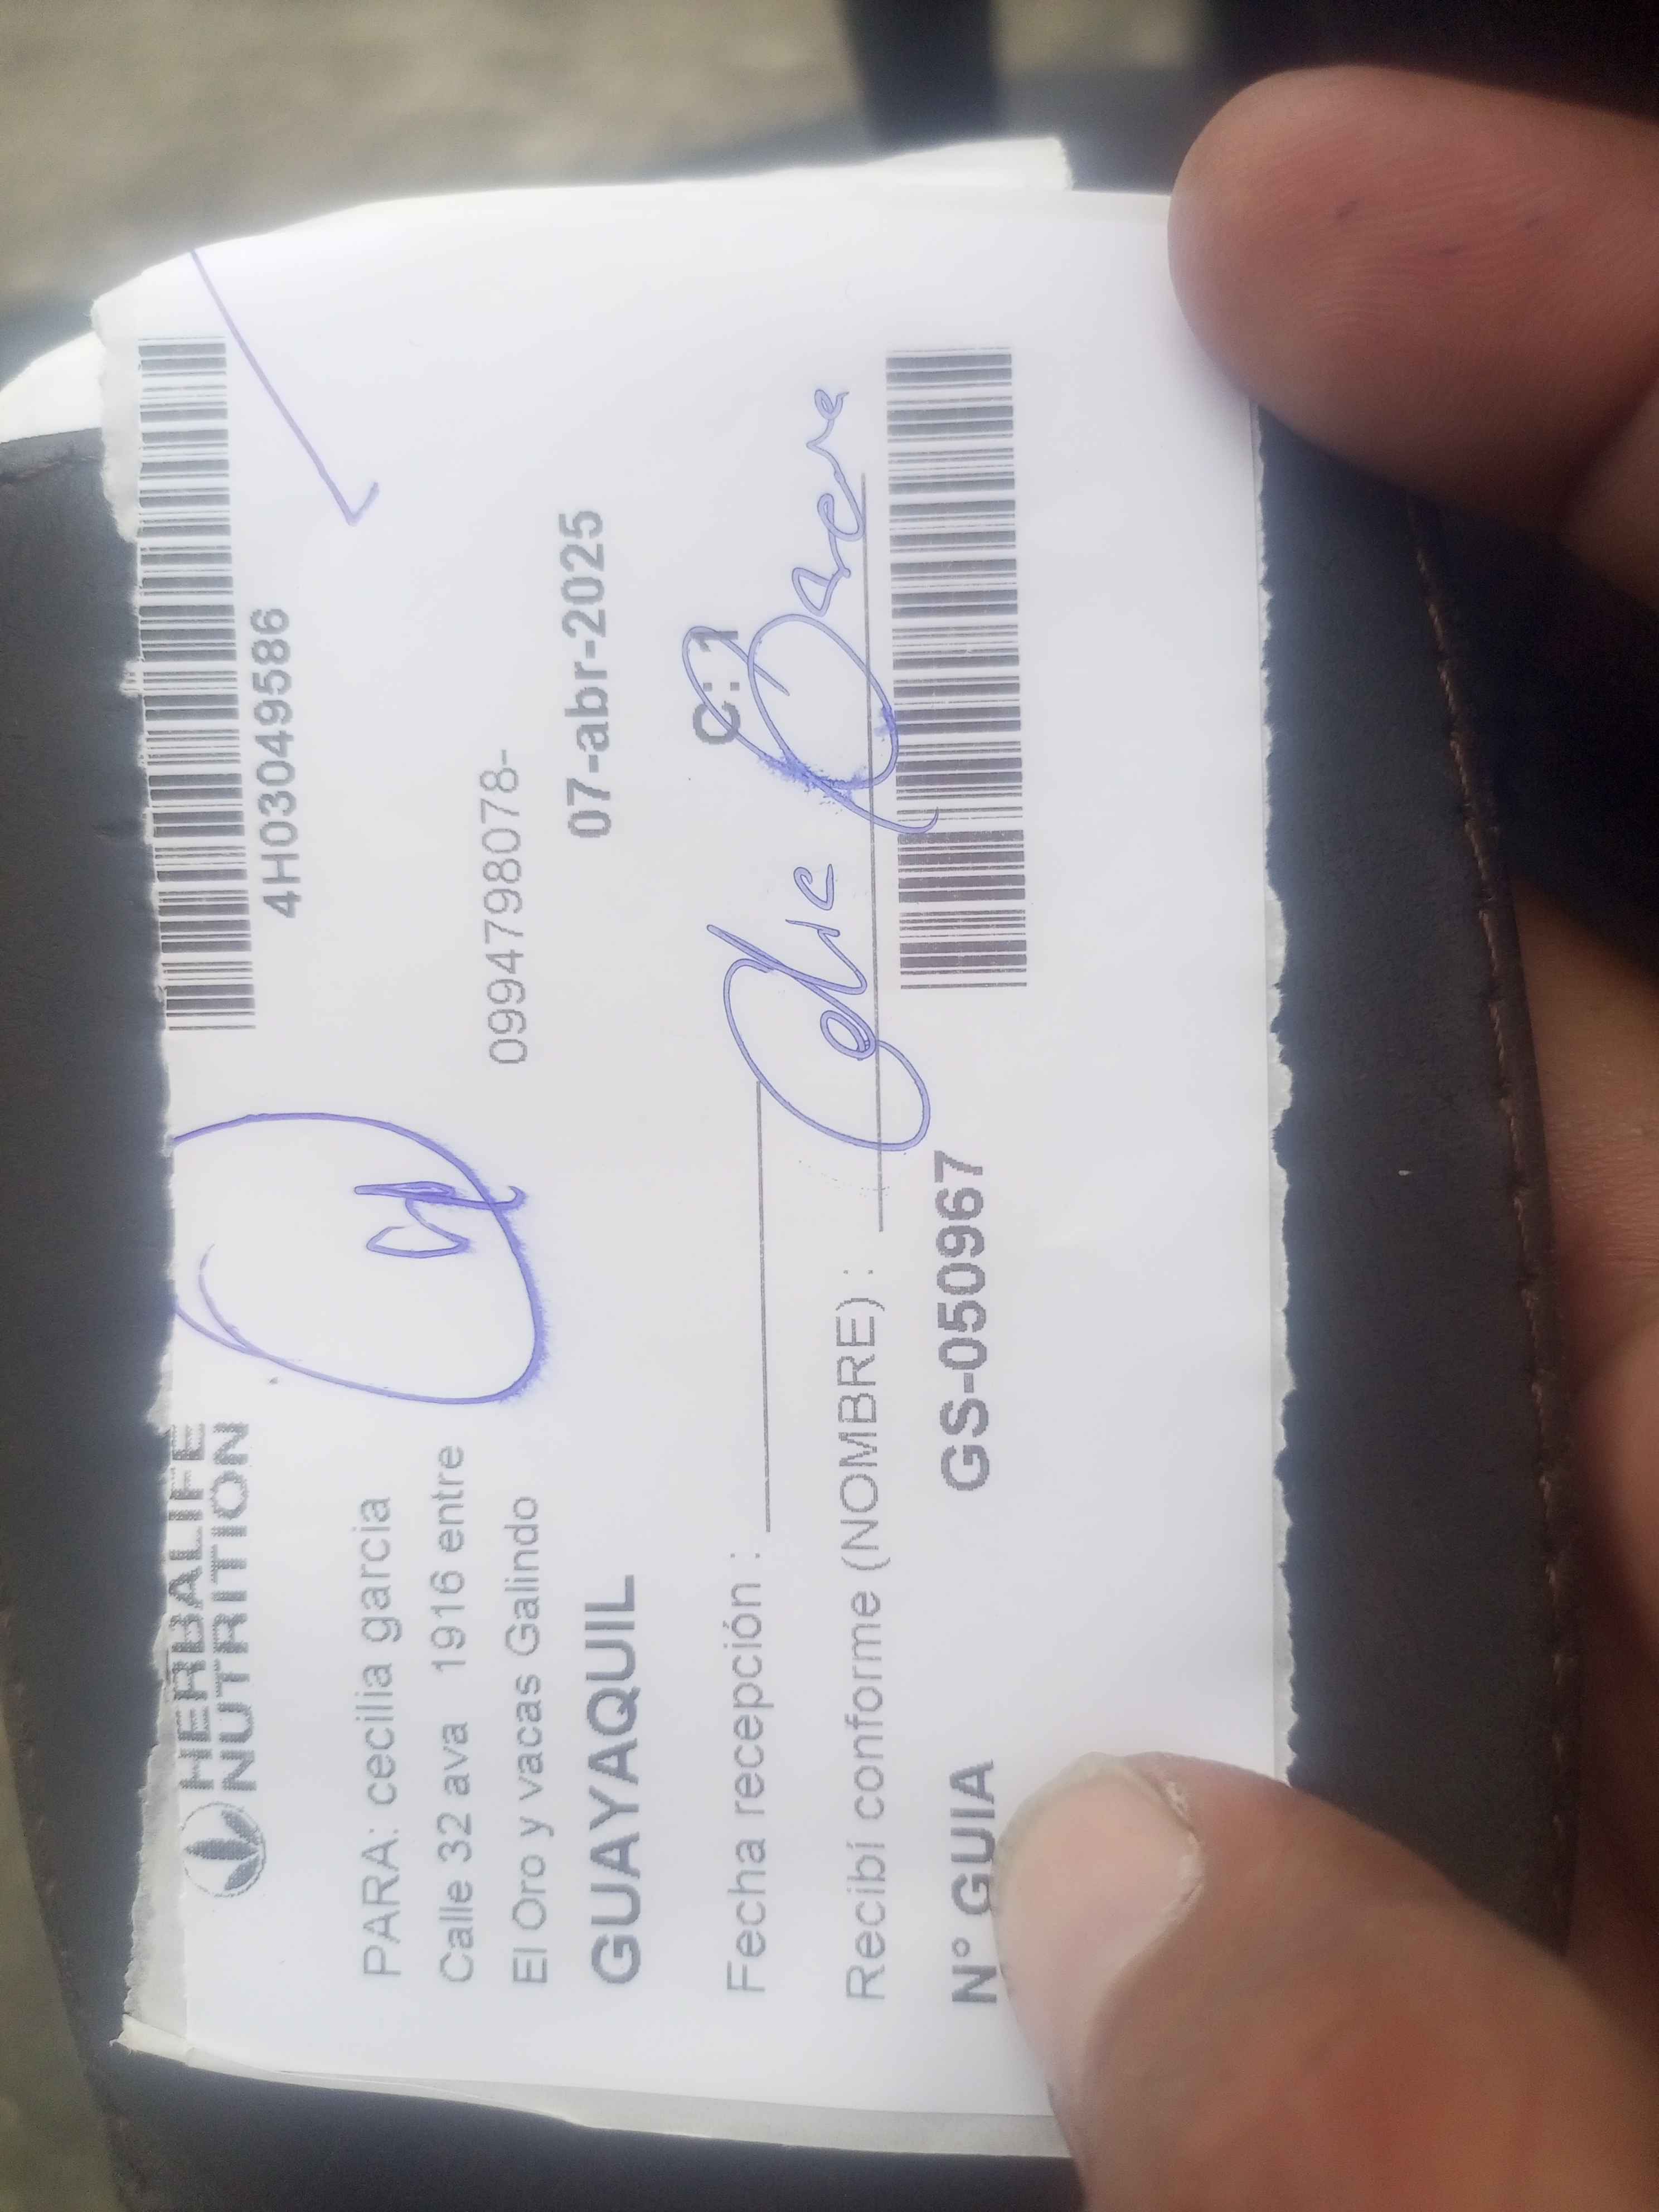 HERBALIFE
NUTRITION
4H03049586
PARA: cecilia garcia
Calle 32 ava 1916 entre
El Oro y vacas Galindo
0994798078-
GUAYAQUIL
07-abr-2025
Fecha recepción :
C: 1
Recibí conforme (NOMBRE) :
N° GUIA
GS-050967